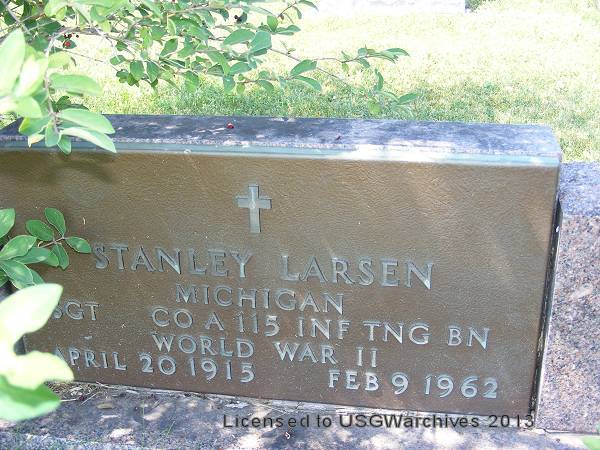 STANLEY LARSEN
MICHIGAN
SGT CO A 115 INF TNG BN
WORLD WAR II
APRIL 20 1915 FEB 9 1962
Licensed to USGWarchives 2013